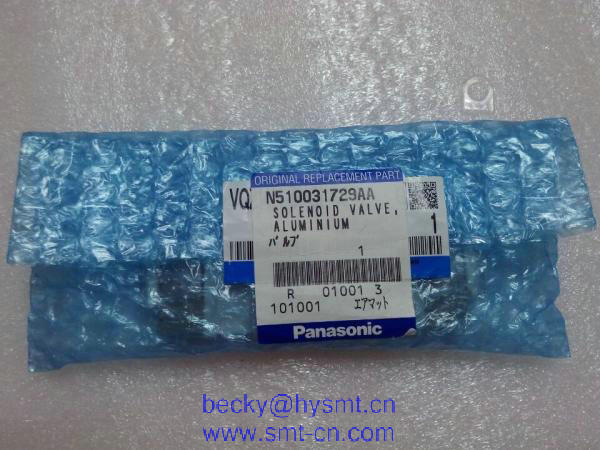 ORIGINAL REPLACEMENT PART
VQ
N510031729AA
SOLENOID VALVE,
ALUMINIUM
バルブ
1
1
R 01001 3
101001 エアマット
Panasonic
becky@hysmt.cn
www.smt-cn.com